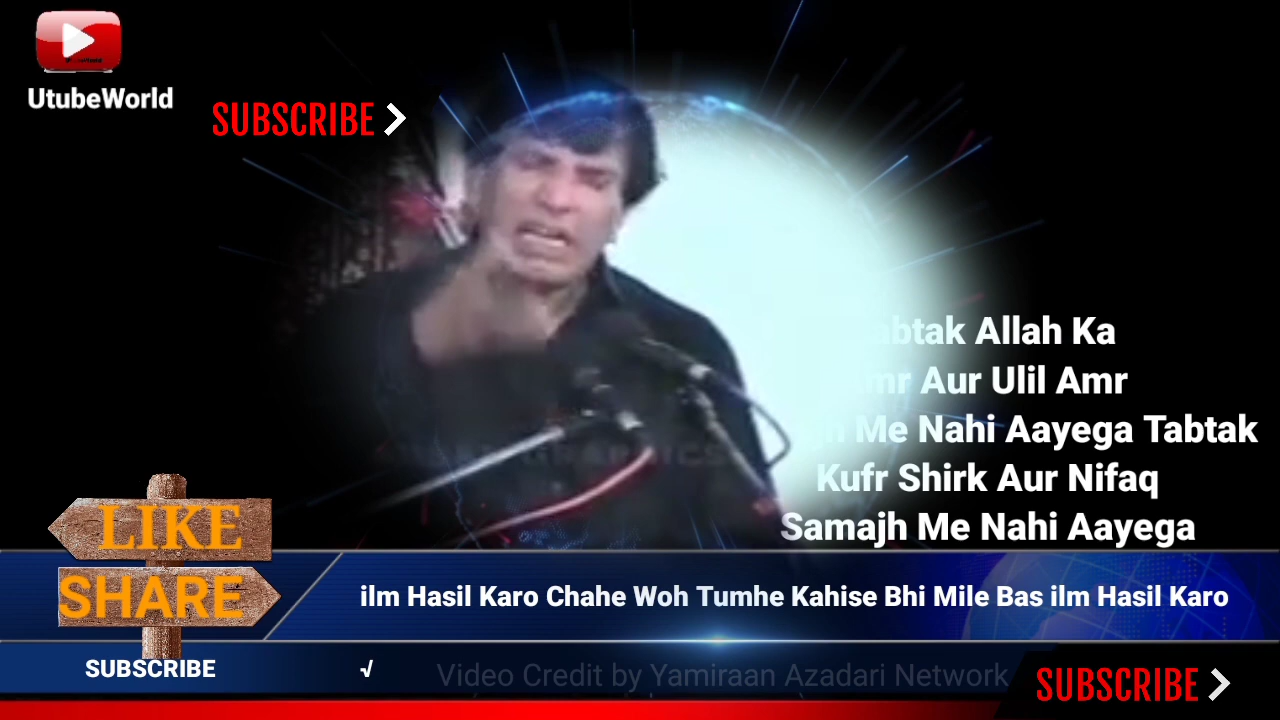 UtubeWorld
SUBSCRIBE
Allah Ka
Aur Ulil Amr
Me Nahi Aayega Tabtak
Kufr Shirk Aur Nifaq
Samajh Me Nahi Aayega
LIKE
SHARE
ilm Hasil Karo Chahe Woh Tumhe Kahise Bhi Mile Bas ilm Hasil Karo
SUBSCRIBE √
Video Credit by Yamiraan Azadari Network
SUBSCRIBE